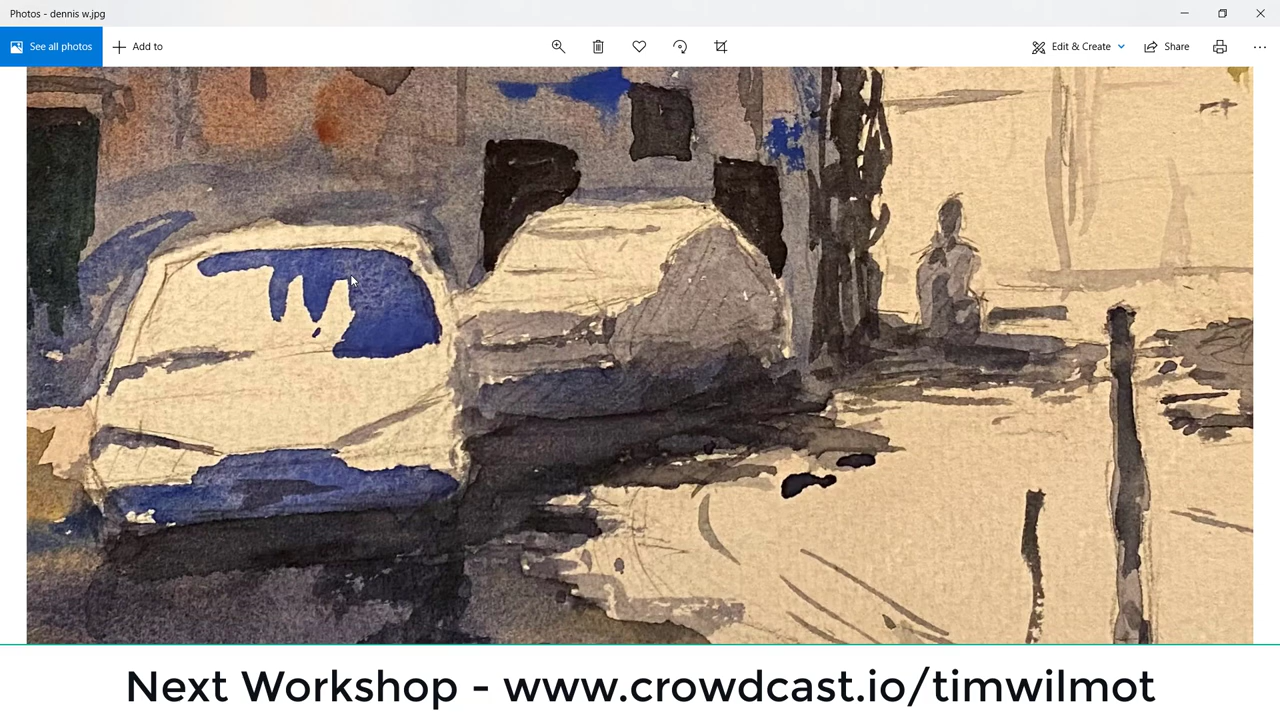 Photos - dennis w.jpg
See all photos
Add to
Edit & Create
Share
Next Workshop - www.crowdcast.io/timwilmot